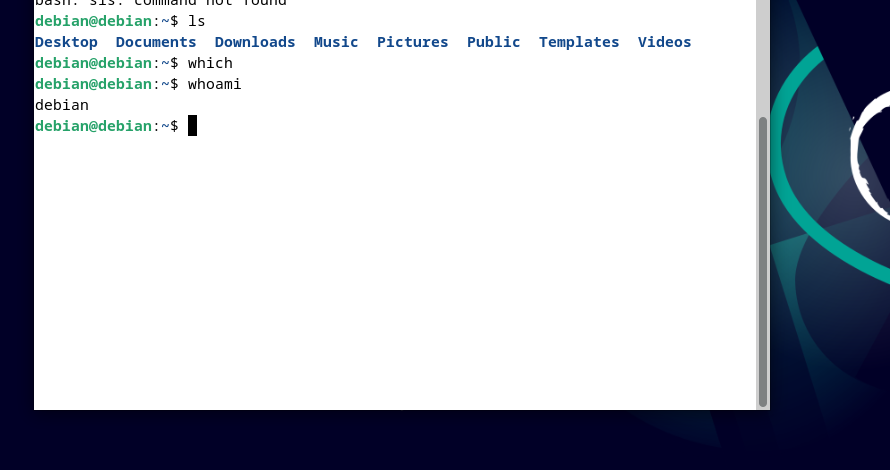 bash: sls: command not found
debian@debian:~$ ls
Desktop  Documents  Downloads  Music  Pictures  Public  Templates  Videos
debian@debian:~$ which
debian@debian:~$ whoami
debian
debian@debian:~$